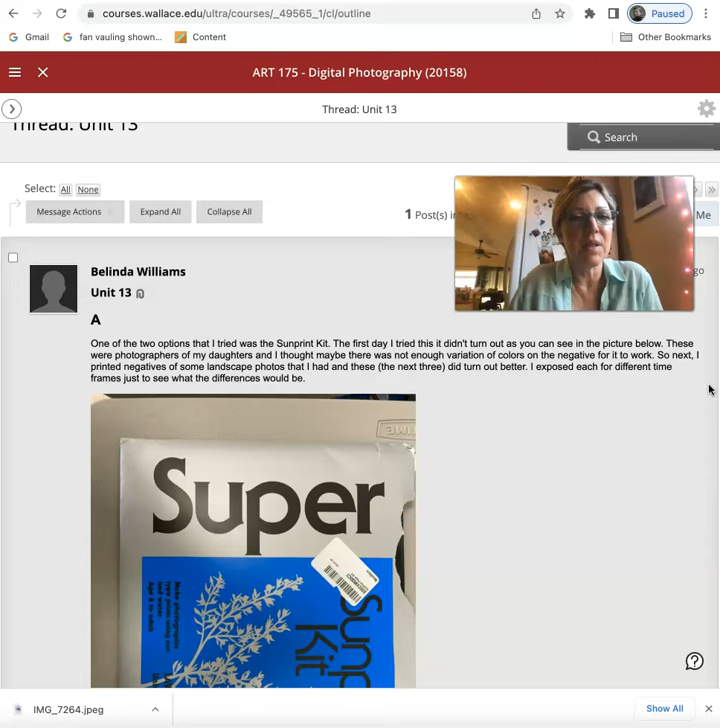 courses.wallace.edu/ultra/courses/_49565_1/cl/outline
Paused
Gmail
fan vauling shown...
Content
Other Bookmarks
ART 175 - Digital Photography (20158)
Thread: Unit 13
Thread: Unit 13
Search
Select: All None
Message Actions
Expand All
Collapse All
1 Post(s) in
Me
Belinda Williams
go
Unit 13
A
One of the two options that I tried was the Sunprint Kit. The first day I tried this it didn't turn out as you can see in the picture below. These
were photographers of my daughters and I thought maybe there was not enough variation of colors on the negative for it to work. So next, I
printed negatives of some landscape photos that I had and these (the next three) did turn out better. I exposed each for different time
frames just to see what the differences would be.
Super
Sunp
Kit
IMG_7264.jpeg
Show All